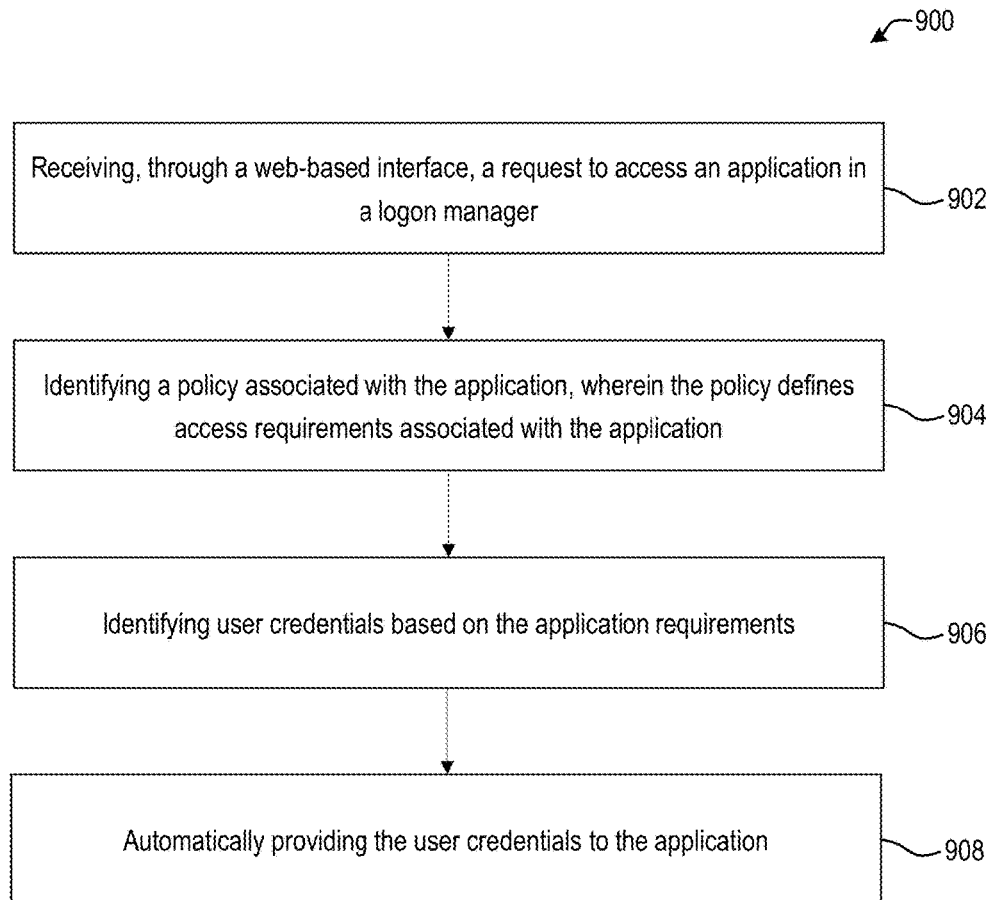 900
Receiving, through a web-based interface, a request to access an application in
a logon manager
902
Identifying a policy associated with the application, wherein the policy defines
access requirements associated with the application
904
Identifying user credentials based on the application requirements
906
Automatically providing the user credentials to the application
908